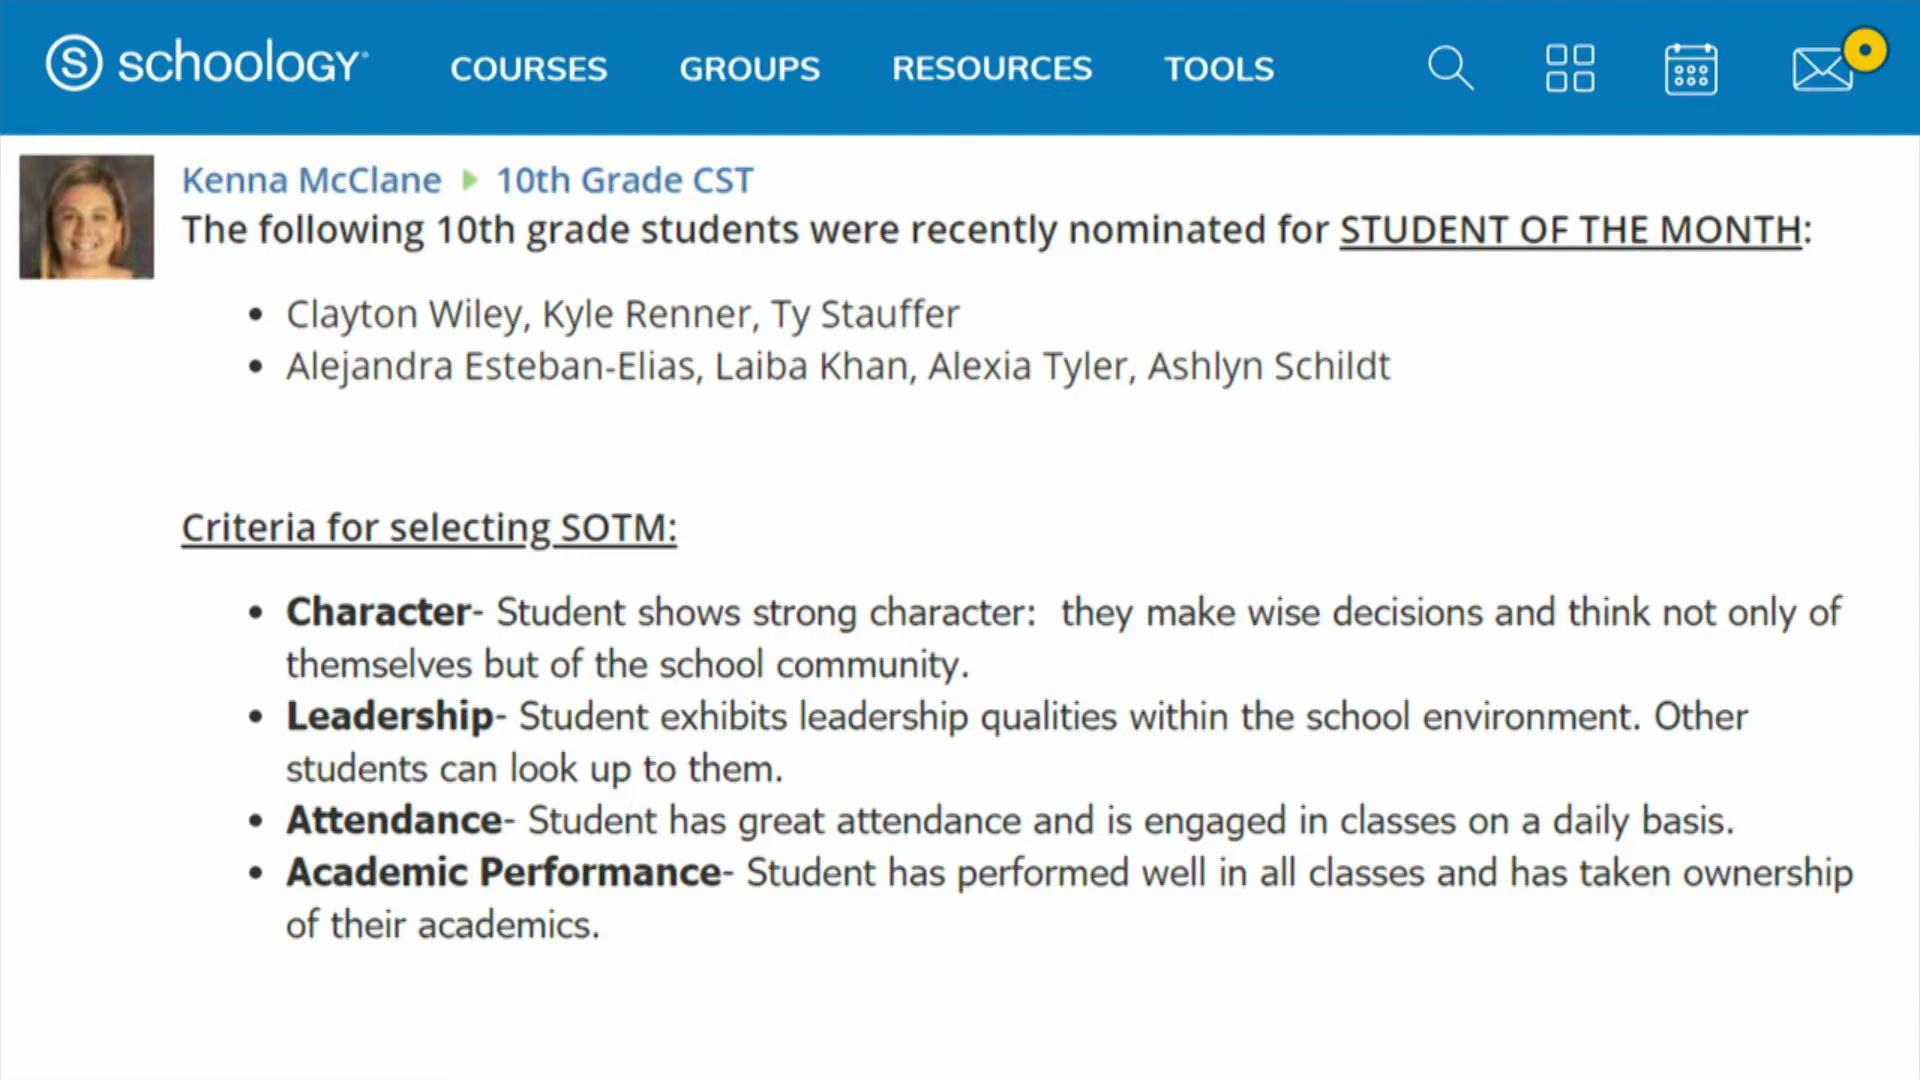 schoology COURSES GROUPS RESOURCES TOOLS
Kenna McClane 10th Grade CST
The following 10th grade students were recently nominated for STUDENT OF THE MONTH:
• Clayton Wiley, Kyle Renner, Ty Stauffer
• Alejandra Esteban-Elias, Laiba Khan, Alexia Tyler, Ashlyn Schildt
Criteria for selecting SOTM:
• Character- Student shows strong character:  they make wise decisions and think not only of
themselves but of the school community.
• Leadership- Student exhibits leadership qualities within the school environment. Other
students can look up to them.
• Attendance- Student has great attendance and is engaged in classes on a daily basis.
• Academic Performance- Student has performed well in all classes and has taken ownership
of their academics.